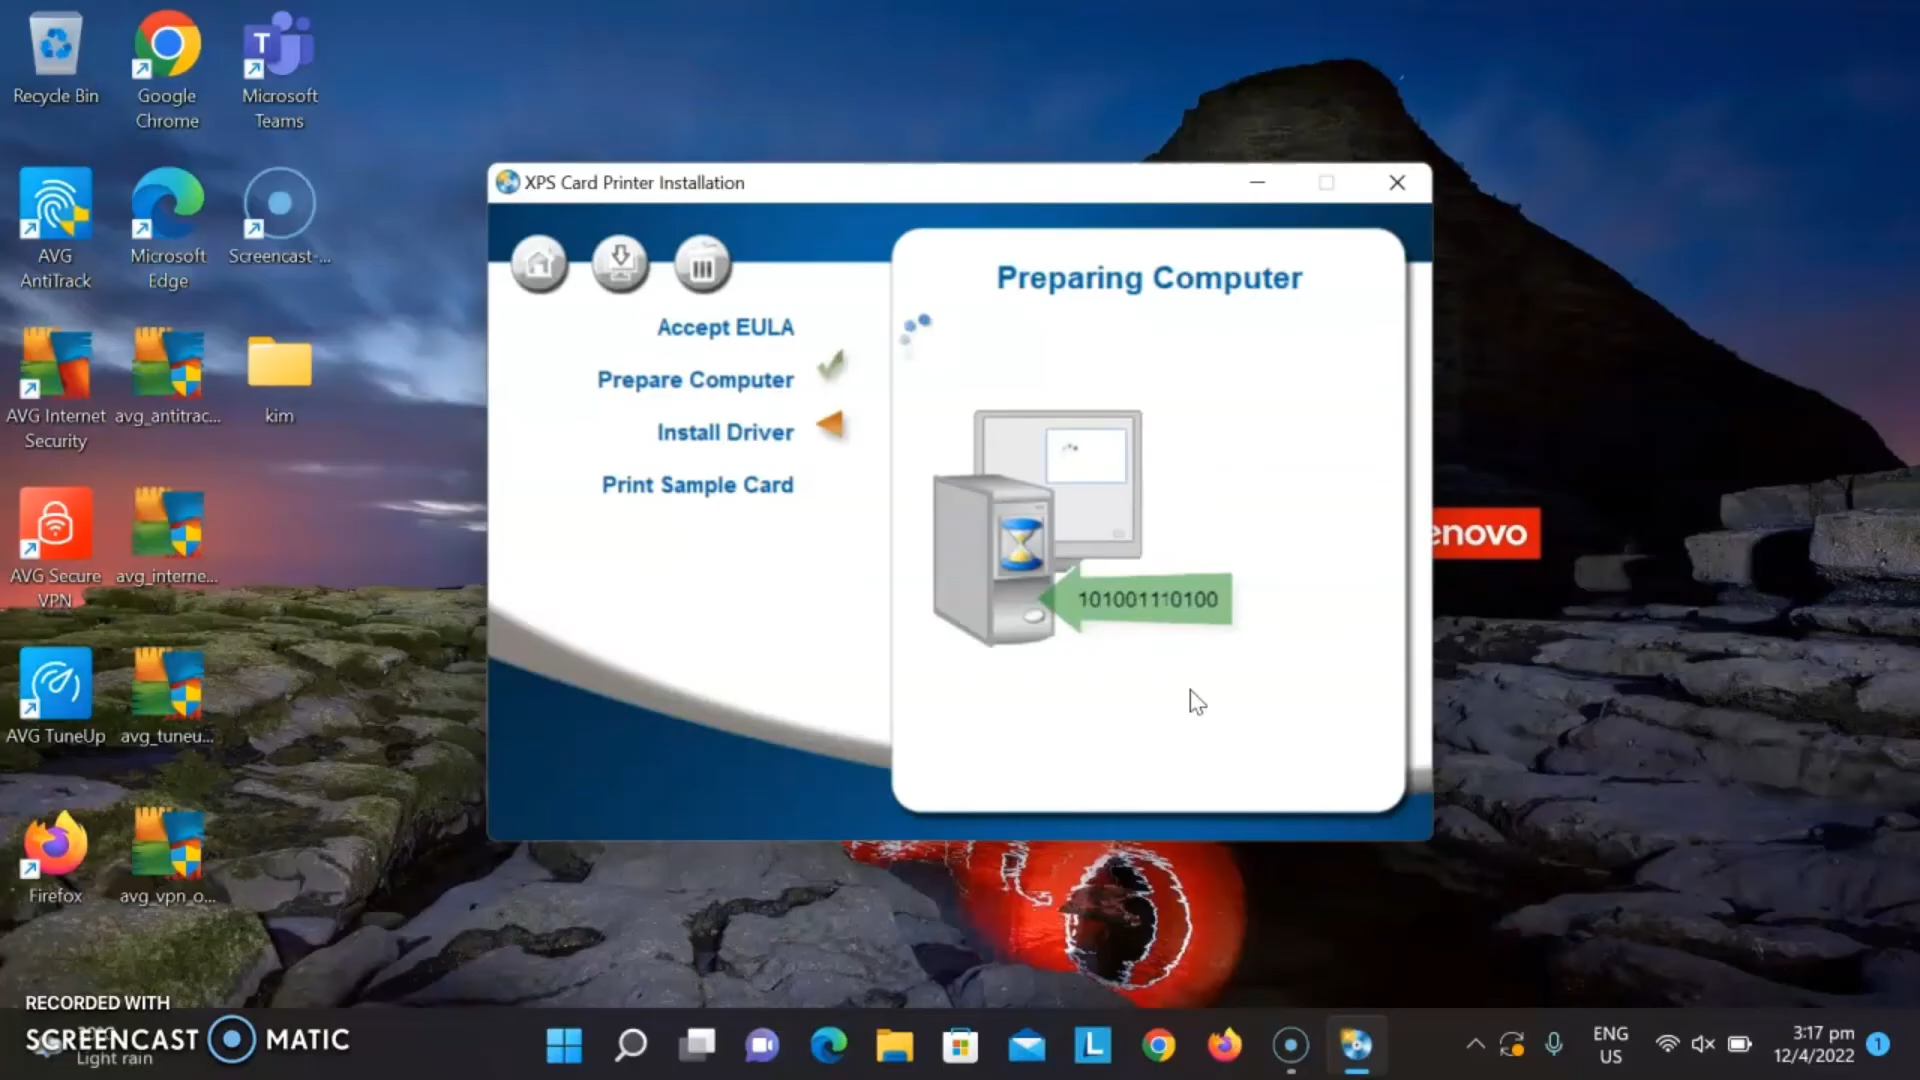 Recycle Bin
Google
Chrome
Microsoft
Teams
AVG
AntiTrack
Microsoft
Edge
Screencast-...
AVG Internet
Security
avg_antitrac...
kim
AVG Secure
VPN
avg_interne...
AVG TuneUp
avg_tuneu...
Firefox
avg_vpn_o...
XPS Card Printer Installation
Accept EULA
Prepare Computer
Install Driver
Print Sample Card
Preparing Computer
101001110100
enovo
RECORDED WITH
SCREENCAST MATIC
Light rain
ENG
US
3:17 pm
12/4/2022
1